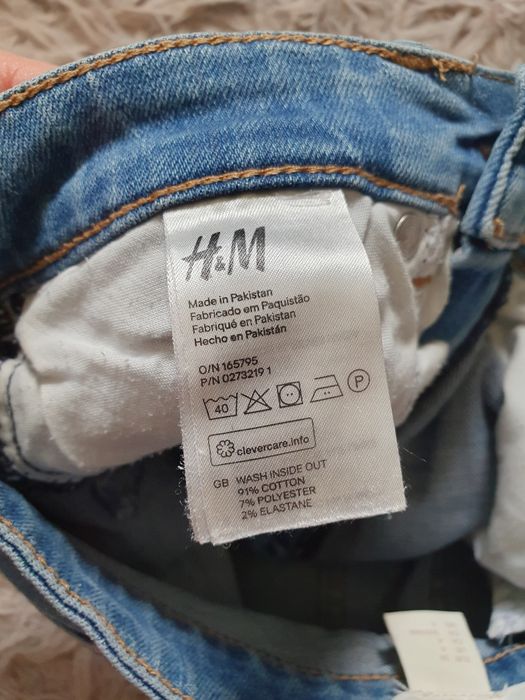 H&M
Made in Pakistan
Fabricado em Paquistão
Fabriqué en Pakistan
Hecho en Pakistán
O/N 165795
P/N 0273219 1
40 P
clevercare.info
GB WASH INSIDE OUT
91% COTTON
7% POLYESTER
2% ELASTANE